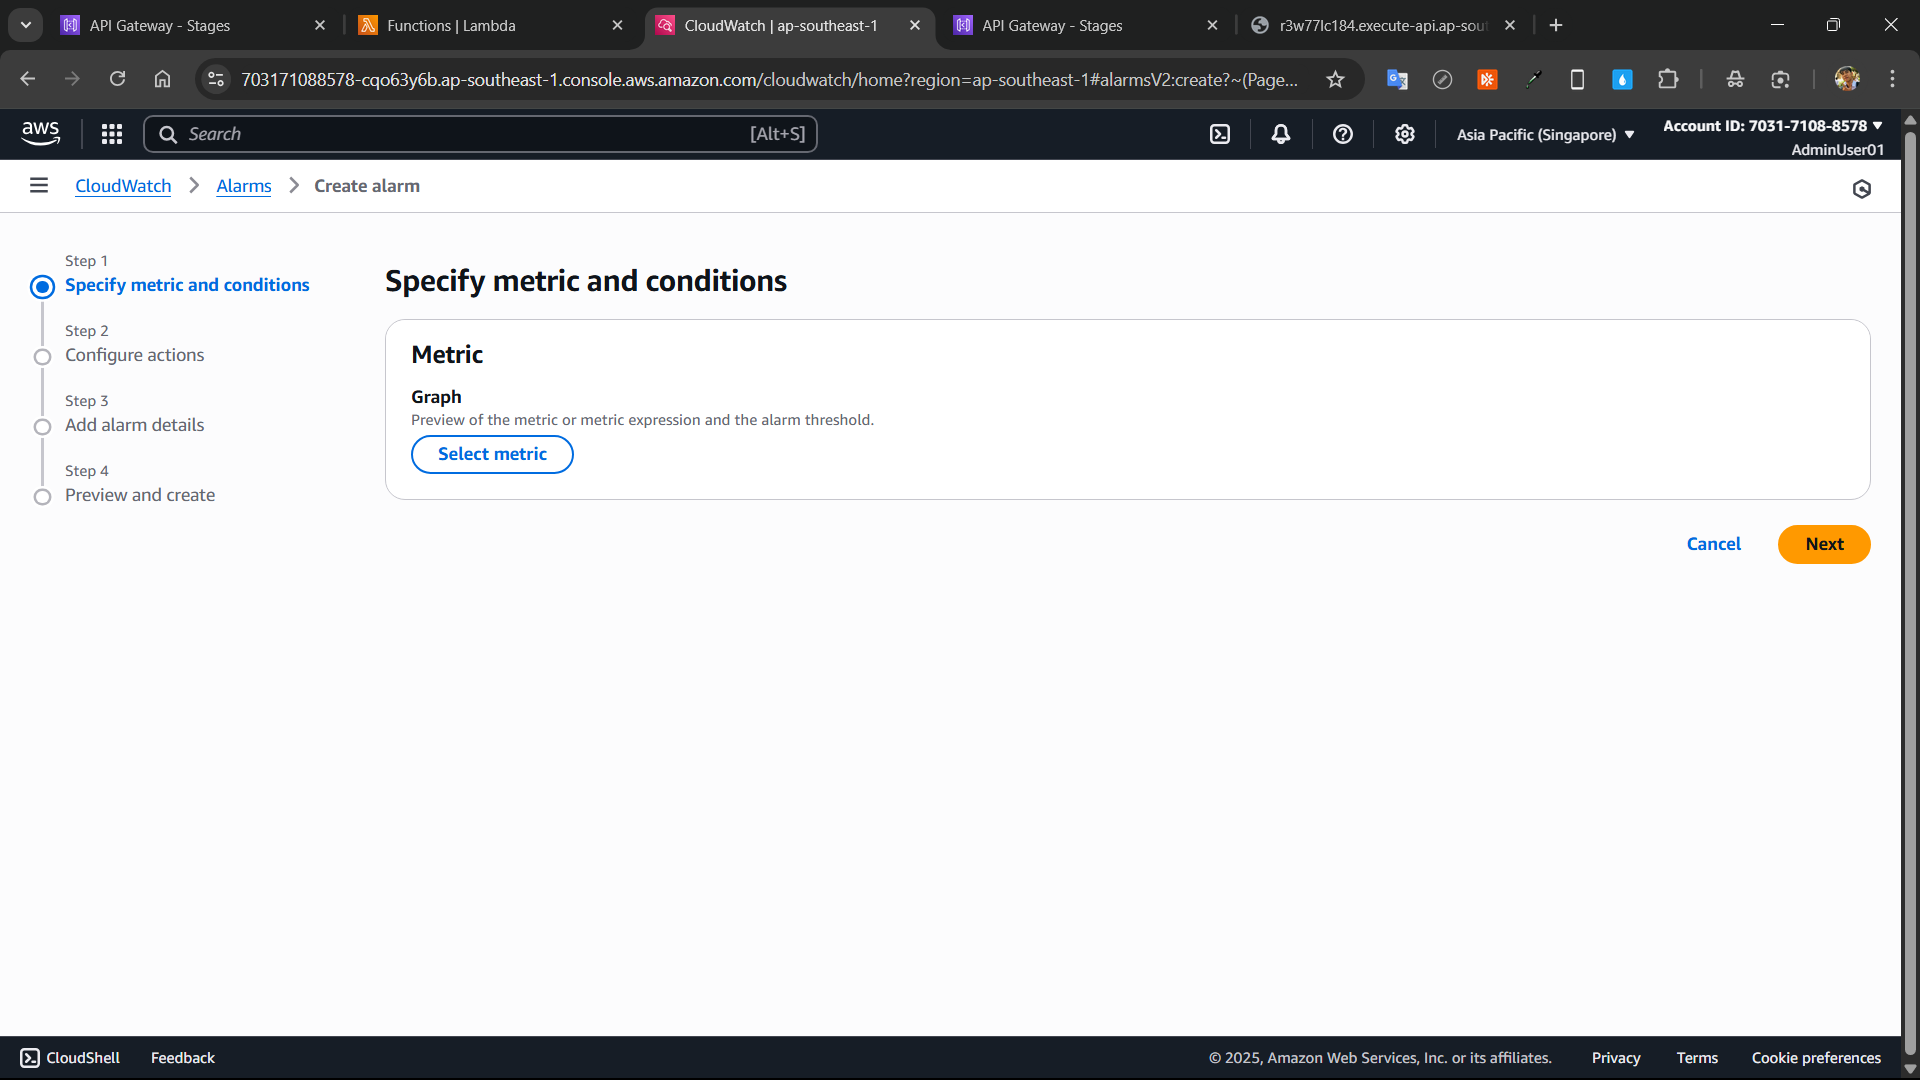 API Gateway - Stages
Functions | Lambda
CloudWatch | ap-southeast-1
API Gateway - Stages
r3w77lc184.execute-api.ap-sou
703171088578-cqo63y6b.ap-southeast-1.console.aws.amazon.com/cloudwatch/home?region=ap-southeast-1#alarmsV2:create?~(Page...
aws
Search
[Alt+S]
Asia Pacific (Singapore)
Account ID: 7031-7108-8578
AdminUser01
CloudWatch
Alarms
Create alarm
Step 1
Specify metric and conditions
Step 2
Configure actions
Step 3
Add alarm details
Step 4
Preview and create
Specify metric and conditions
Metric
Graph
Preview of the metric or metric expression and the alarm threshold.
Select metric
Cancel
Next
CloudShell
Feedback
© 2025, Amazon Web Services, Inc. or its affiliates.
Privacy
Terms
Cookie preferences